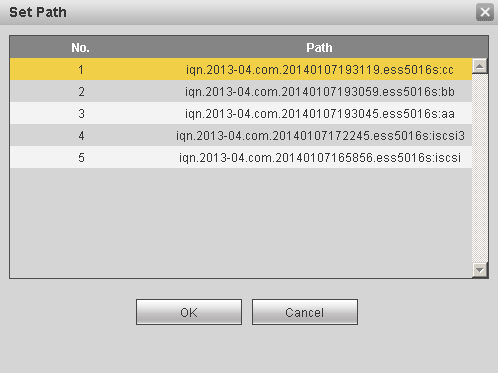 Set Path
No. Path
1 iqn.2013-04.com.20140107193119.ess5016s:cc
2 iqn.2013-04.com.20140107193059.ess5016s:bb
3 iqn.2013-04.com.20140107193045.ess5016s:aa
4 iqn.2013-04.com.20140107172245.ess5016s:iscsi3
5 iqn.2013-04.com.20140107165856.ess5016s:iscsi
OK Cancel